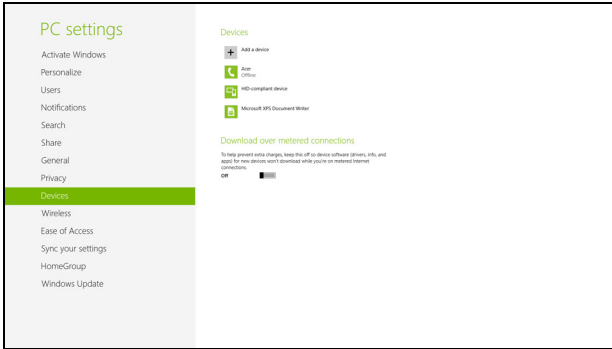 PC settings
Activate Windows
Personalize
Users
Notifications
Search
Share
General
Privacy
Devices
Wireless
Ease of Access
Sync your settings
HomeGroup
Windows Update
Devices
Add a device
Acer
Offline
HID-compliant device
Microsoft XPS Document Writer
Download over metered connections
To help prevent extra charges, keep this off so device software (drivers, info, and
apps) for new devices won't download while you're on metered Internet
connections.
Off